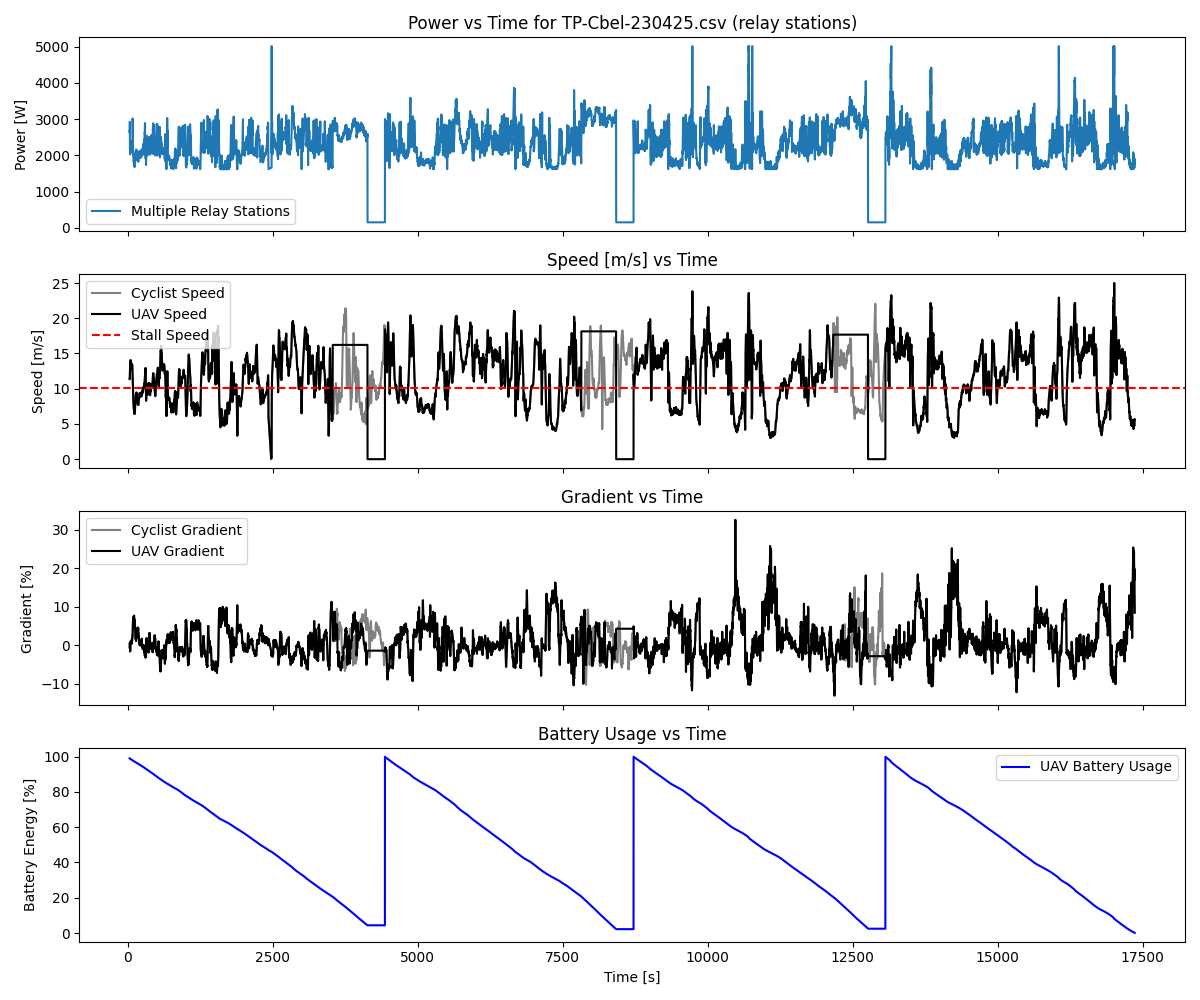 Power vs Time for TP-Cbel-230425.csv (relay stations)
5000
4000
3000
2000
1000
0
Power [W]
Multiple Relay Stations
Speed [m/s] vs Time
25
20
15
10
5
0
Speed [m/s]
Cyclist Speed
UAV Speed
Stall Speed
Gradient vs Time
30
20
10
0
−10
Gradient [%]
Cyclist Gradient
UAV Gradient
Battery Usage vs Time
100
80
60
40
20
0
Battery Energy [%]
UAV Battery Usage
0 2500 5000 7500 10000 12500 15000 17500
Time [s]